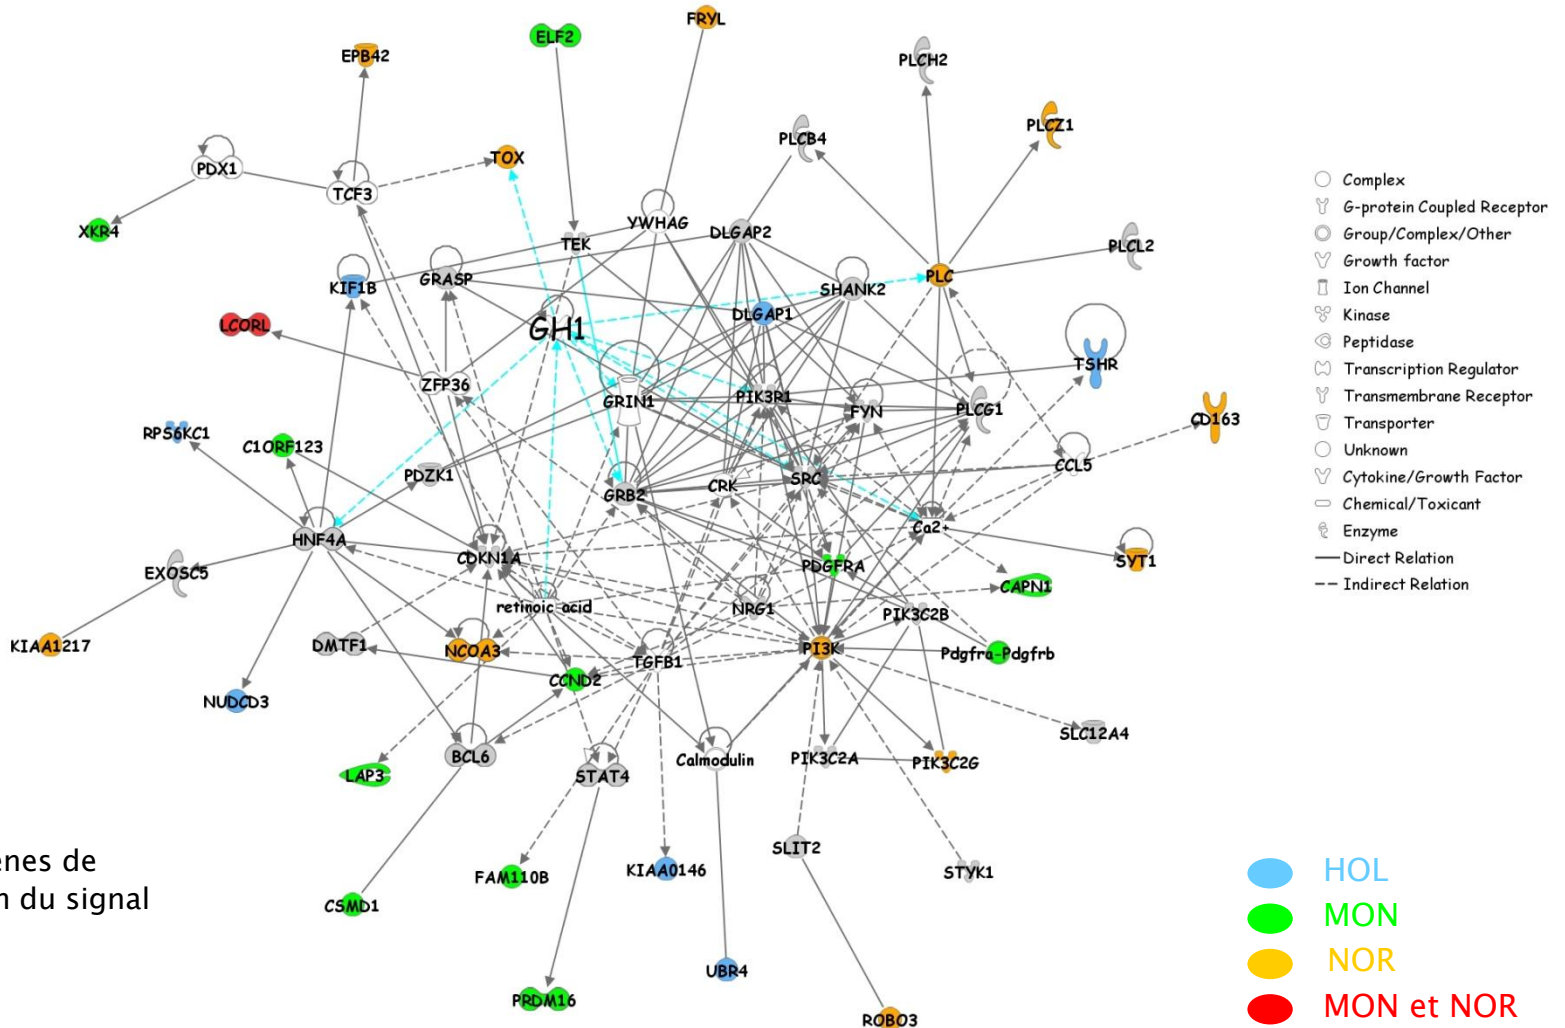 FRYL
ELF2
EPB42
PLCH2
PLCZ1
PLCB4
TOX
PDX1
TCF3
XKR4
YWHAG
DLGAP2
TEK
PLCL2
GRASP
KIF1B
PLC
SHANK2
DLGAP1
LCORL
GH1
TSHR
ZFP36
GRIN1
PIK3R1
FYN
PLCG1
CD163
RPS6KC1
C1ORF123
PDZK1
CCL5
GRB2
CRK
SRC
Ca2+
HNF4A
CDKN1A
SYT1
EXOSC5
PDGFRA
CAPN1
retinoic acid
NRG1
PIK3C2B
KIAA1217
DMTF1
NCOA3
TGFB1
PI3K
Pdgfra-Pdgfrb
CCND2
NUDCD3
SLC12A4
BCL6
Calmodulin
PIK3C2A
PIK3C2G
LAP3
STAT4
SLIT2
FAM110B
KIAA0146
STYK1
CSMD1
UBR4
PRDM16
ROBO3
Complex
G-protein Coupled Receptor
Group/Complex/Other
Growth factor
Ion Channel
Kinase
Peptidase
Transcription Regulator
Transmembrane Receptor
Transporter
Unknown
Cytokine/Growth Factor
Chemical/Toxicant
Enzyme
Direct Relation
Indirect Relation
ènes de
n du signal
HOL
MON
NOR
MON et NOR